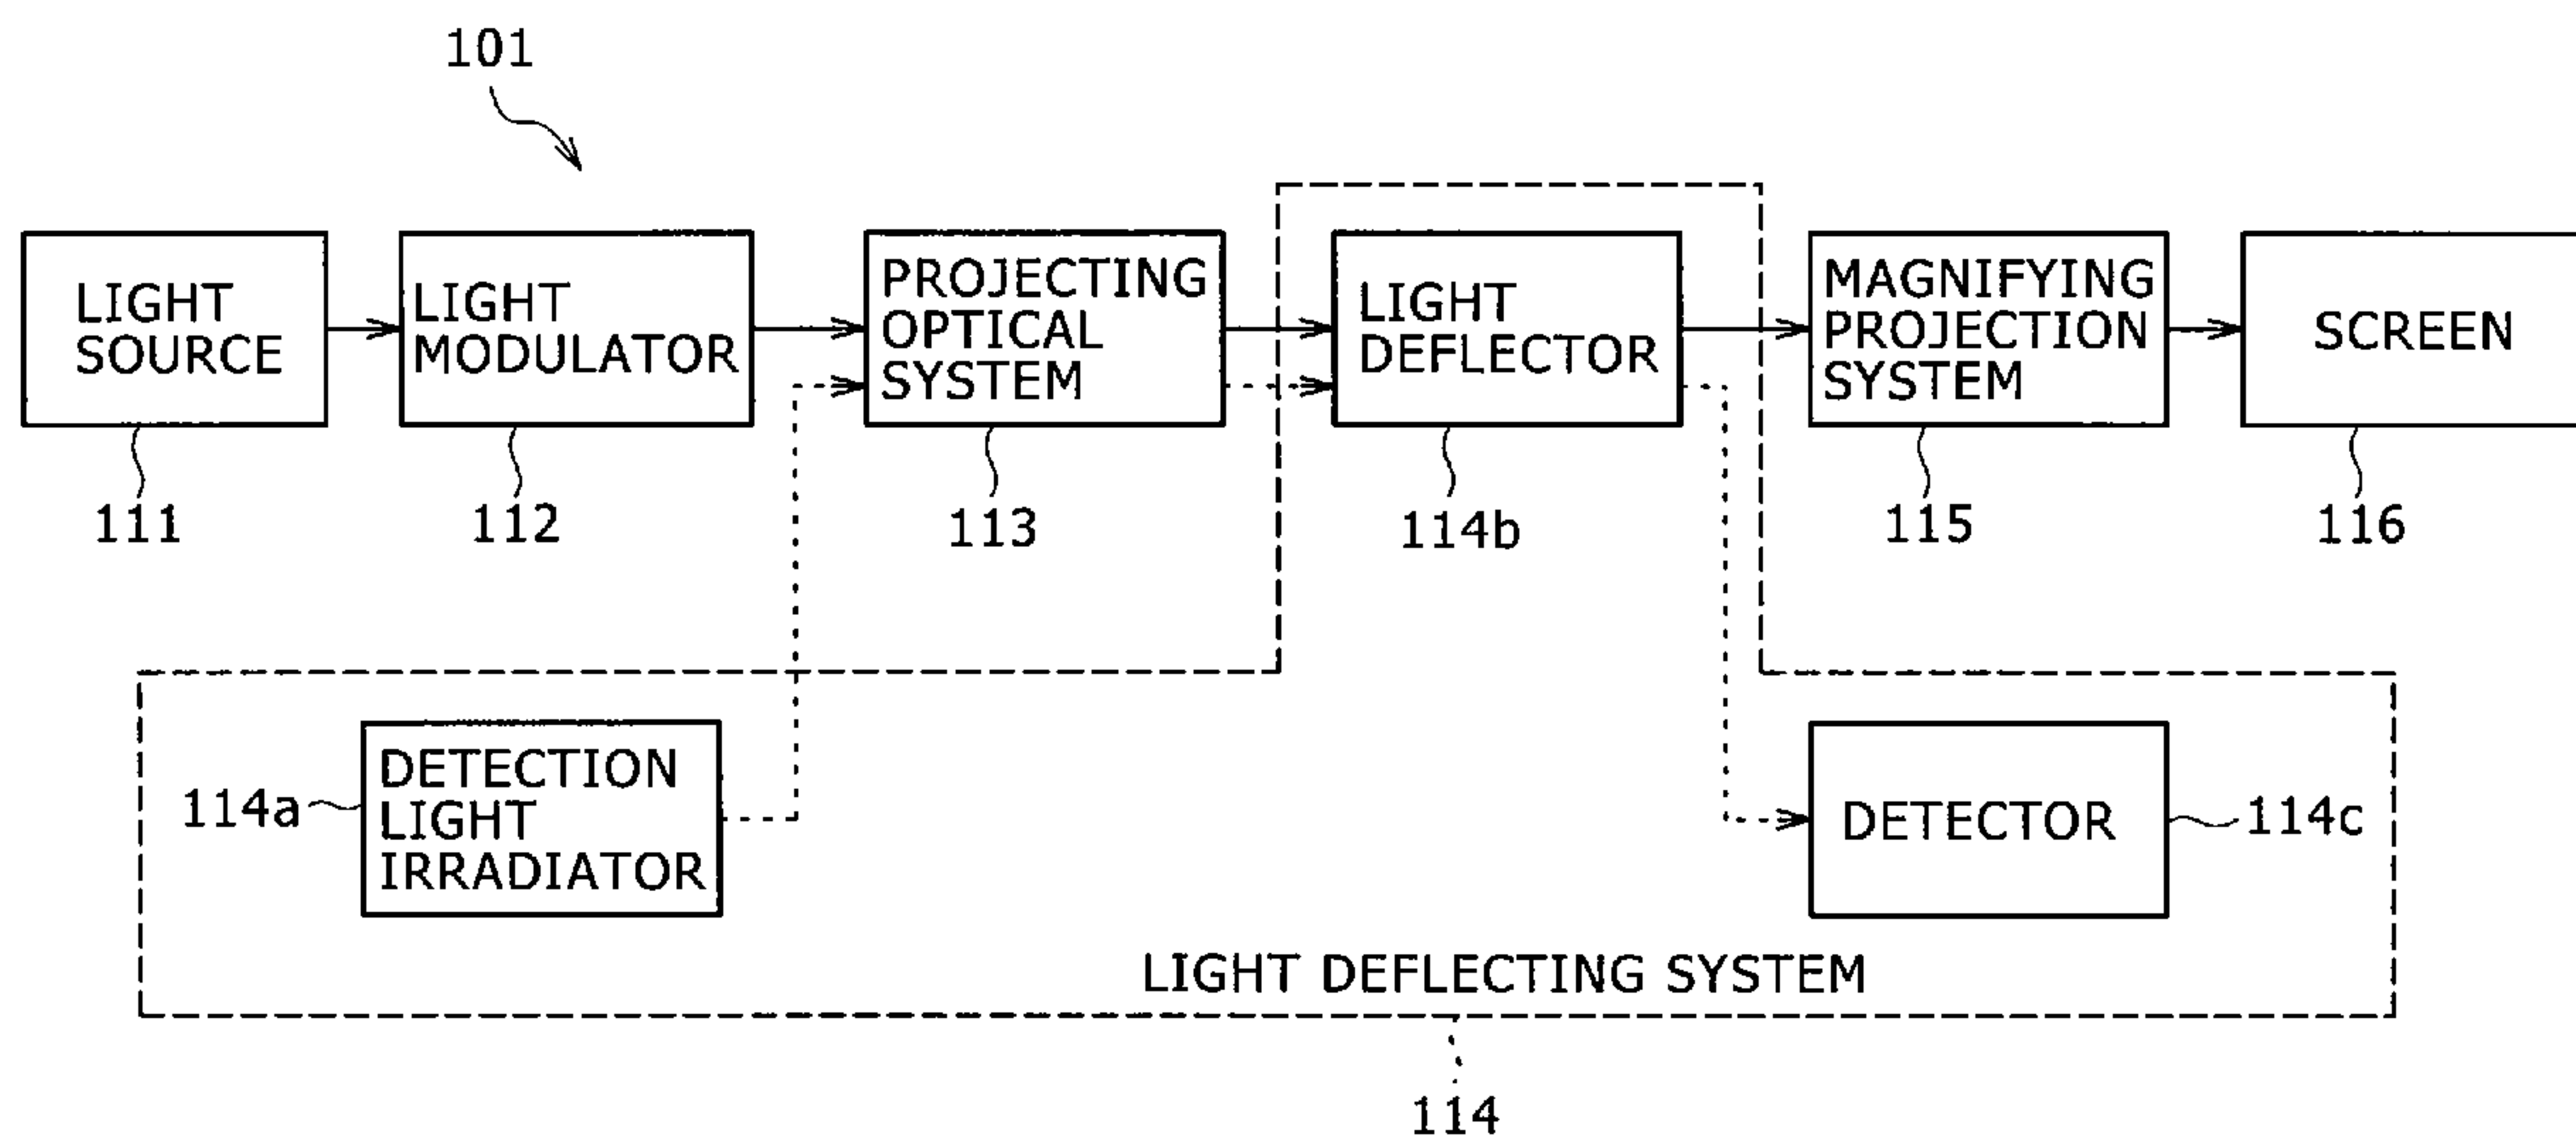 101
LIGHT
SOURCE
LIGHT
MODULATOR
PROJECTING
OPTICAL
SYSTEM
LIGHT
DEFLECTOR
MAGNIFYING
PROJECTION
SYSTEM
SCREEN
111
112
113
114b
115
116
114a
DETECTION
LIGHT
IRRADIATOR
DETECTOR
114c
LIGHT DEFLECTING SYSTEM
114